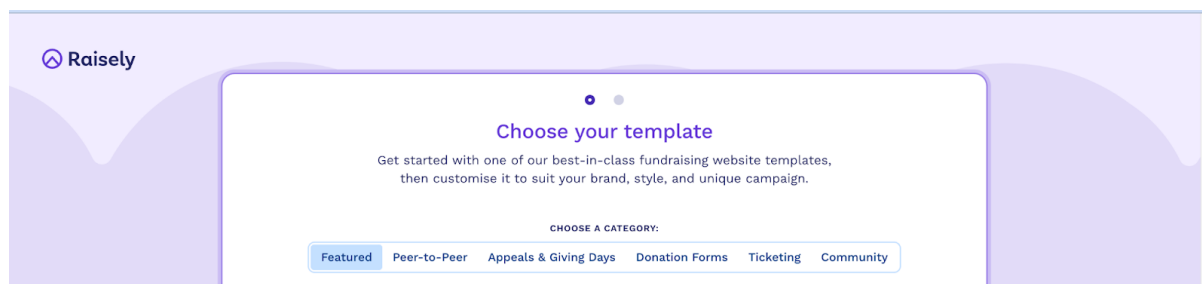 Raisely
Choose your template
Get started with one of our best-in-class fundraising website templates,
then customise it to suit your brand, style, and unique campaign.
CHOOSE A CATEGORY:
Featured Peer-to-Peer Appeals & Giving Days Donation Forms Ticketing Community